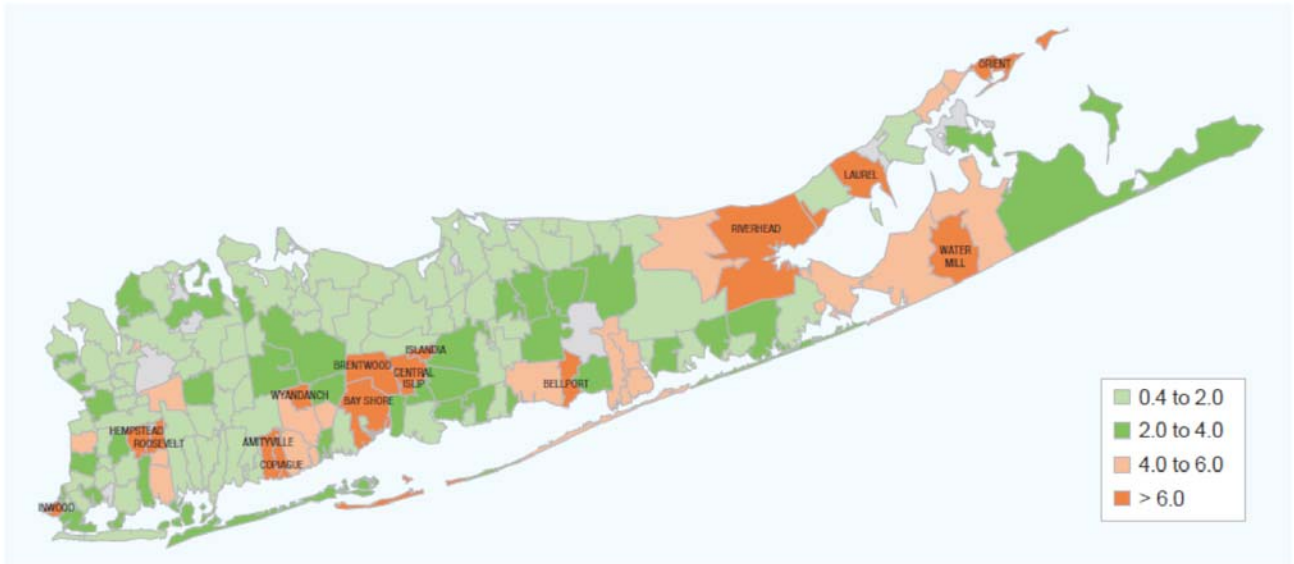 ORIENT
LAUREL
RIVERHEAD
WATER
MILL
ISLANDIA
BRENTWOOD
CENTRAL
ISLIP
BELLPORT
WYANDANCH
BAY SHORE
HEMPSTEAD
ROOSEVELT
AMITYVILLE
COPIAGUE
INWOOD
0.4 to 2.0
2.0 to 4.0
4.0 to 6.0
> 6.0